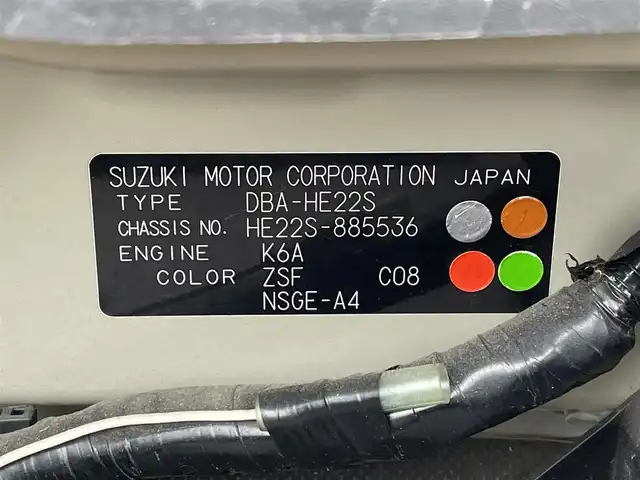 SUZUKI MOTOR CORPORATION JAPAN
TYPE DBA-HE22S
CHASSIS NO. HE22S-885536
ENGINE K6A
COLOR ZSF C08
NSGE-A4